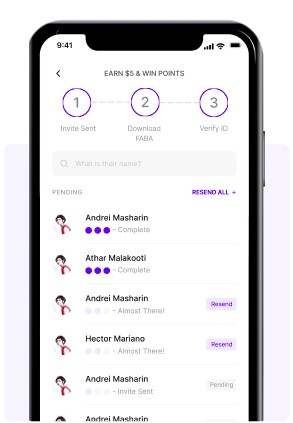 9:41
EARN $5 & WIN POINTS
1 2 3
Invite Sent Download Verify ID
FABA
What is their name?
PENDING RESEND ALL +
Andrei Masharin
- Complete
Athar Malakooti
- Complete
Andrei Masharin
- Almost There!
Resend
Hector Mariano
- Almost There!
Resend
Andrei Masharin
- Invite Sent
Pending
Andrei Masharin